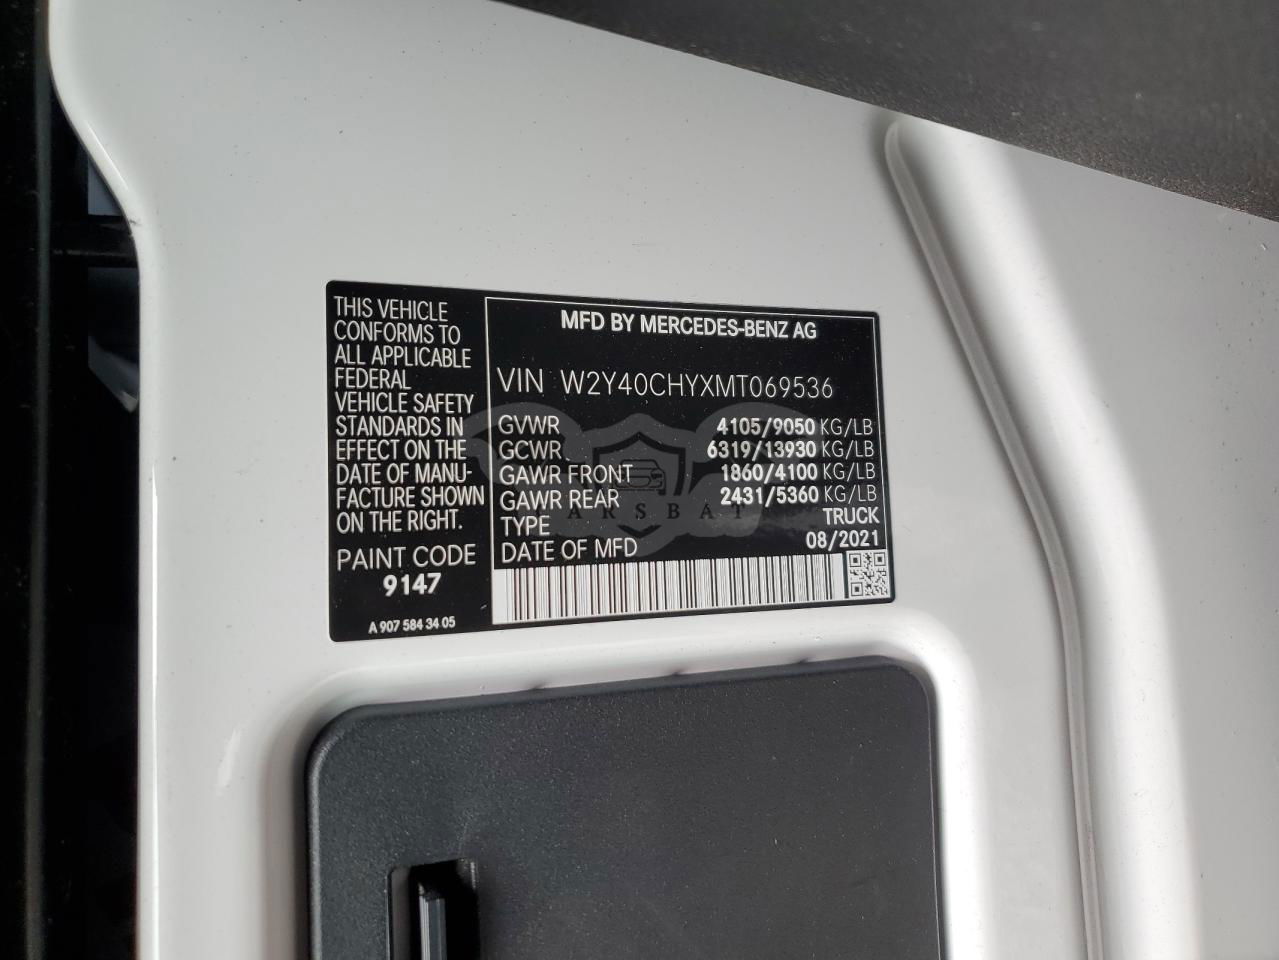 THIS VEHICLE
CONFORMS TO
ALL APPLICABLE
FEDERAL
VEHICLE SAFETY
STANDARDS IN
EFFECT ON THE
DATE OF MANU-
FACTURE SHOWN
ON THE RIGHT.
PAINT CODE
9147
A 907 584 34 05
MFD BY MERCEDES-BENZ AG
VIN W2Y40CHYXMT069536
GVWR 4105/9050 KG/LB
GCWR 6319/13930 KG/LB
GAWR FRONT 1860/4100 KG/LB
GAWR REAR 2431/5360 KG/LB
TYPE TRUCK
DATE OF MFD 08/2021